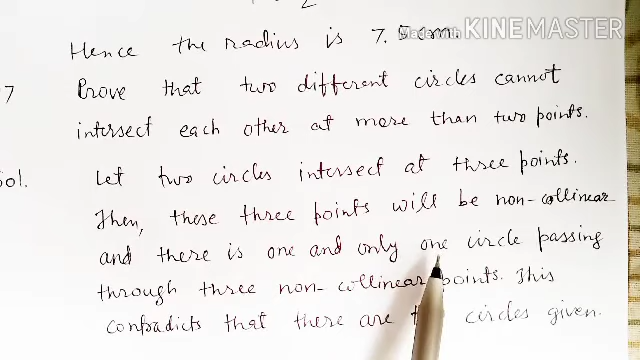 2
Hence the radius is 7.5 cm.
Made with KINEMASTER
7 Prove that two different circles cannot
intersect each other at more than two points.
Sol. Let two circles intersect at three points.
Then, these three points will be non-collinear
and there is one and only one circle passing
through three non-collinear points. This
contradicts that there are circles given.